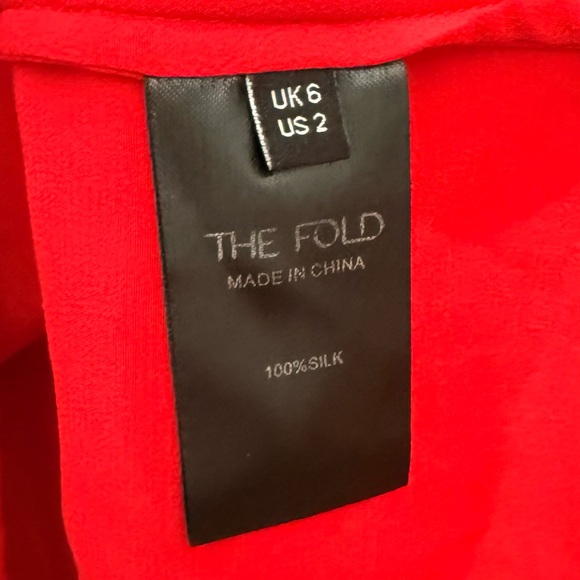 UK 6
US 2
THE FOLD
MADE IN CHINA
100%SILK